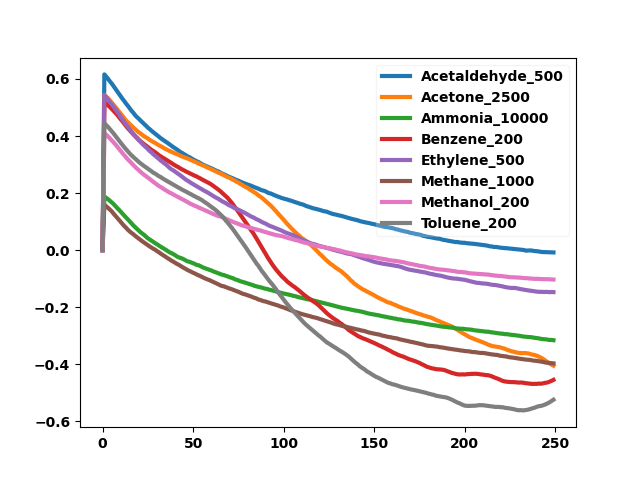 0.6
0.4
0.2
0.0
−0.2
−0.4
−0.6
0 50 100 150 200 250
Acetaldehyde_500
Acetone_2500
Ammonia_10000
Benzene_200
Ethylene_500
Methane_1000
Methanol_200
Toluene_200